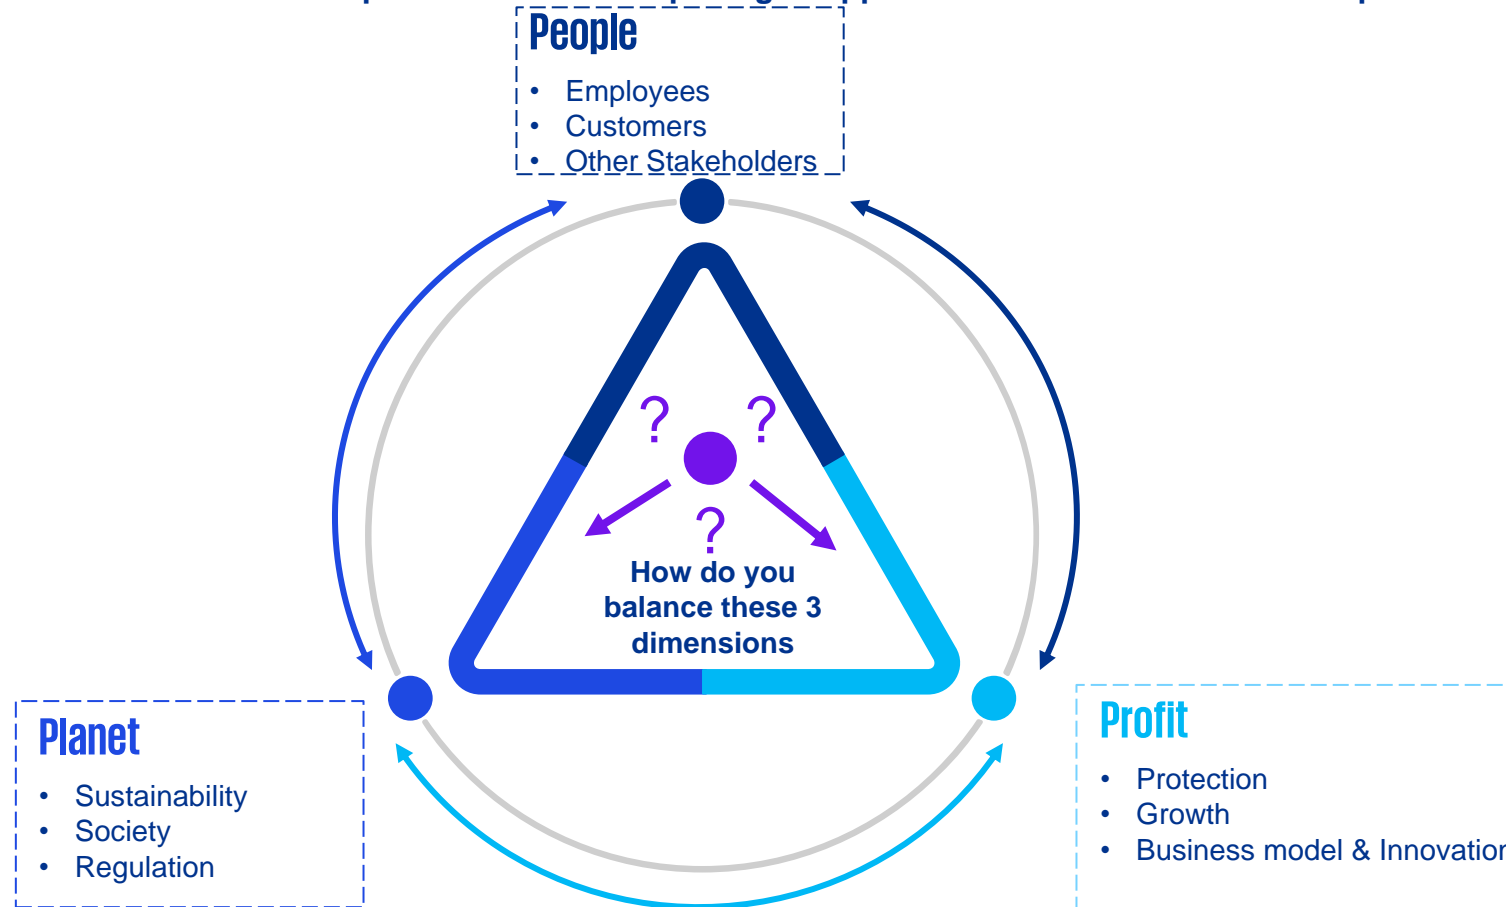 People
• Employees
• Customers
• Other Stakeholders
?
?
?
How do you
balance these 3
dimensions
Planet
• Sustainability
• Society
• Regulation
Profit
• Protection
• Growth
• Business model & Innovation